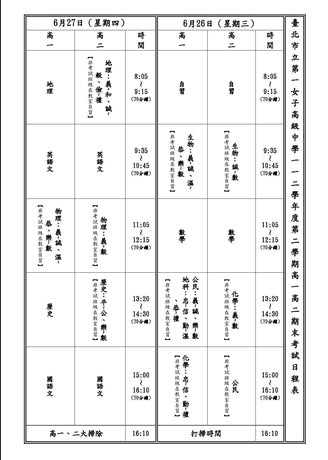 臺北市立第一女子高級中學一一二學年度第二學期高一高二期末考試日程表
6月26日（星期三）
時間
高二
高一
8:05
~
9:15
(70分鐘)
自習
自習
9:35
~
10:45
(70分鐘)
生物：誠、數
【非考試班級在教室自習】
生物：義、誠、溫、
恭、樂、數
【非考試班級在教室自習】
11:05
~
12:15
(70分鐘)
數學
數學
13:20
~
14:30
(70分鐘)
化學：義、數
【非考試班級在教室自習】
公民：義、誠、樂、數
地科：忠、信、勤、溫
、恭、禮
【非考試班級在教室自習】
15:00
~
16:10
(70分鐘)
公民
化學：忠、信、勤、禮
【非考試班級在教室自習】
16:10
打掃時間
6月27日（星期四）
時間
高二
高一
8:05
~
9:15
(70分鐘)
地理：義、和、誠、
毅、儉、禮
【非考試班級在教室自習】
地理
9:35
~
10:45
(70分鐘)
英語文
英語文
11:05
~
12:15
(70分鐘)
物理：義、數
【非考試班級在教室自習】
物理：義、誠、溫、
恭、樂、數
【非考試班級在教室自習】
13:20
~
14:30
(70分鐘)
歷史：平、公、樂、數
【非考試班級在教室自習】
歷史
15:00
~
16:10
(70分鐘)
國語文
國語文
16:10
高一、二大掃除